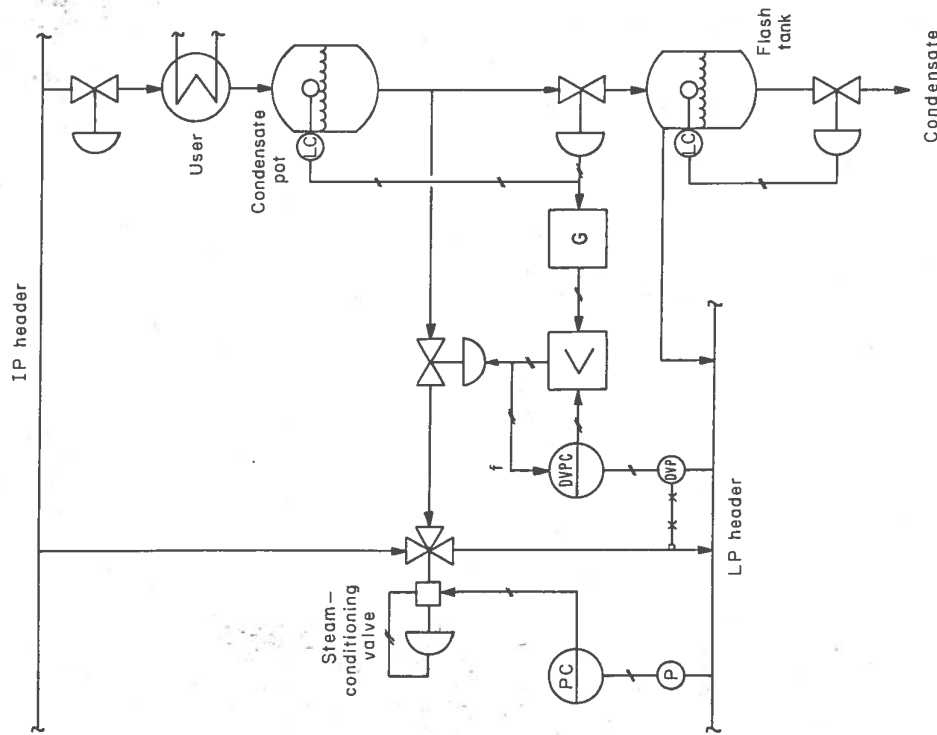 IP header
User
Condensate
pot
LC
Flash
tank
LC
Condensate
G
<
f
DVPC
DVP
Steam—
conditioning
valve
PC
P
LP header